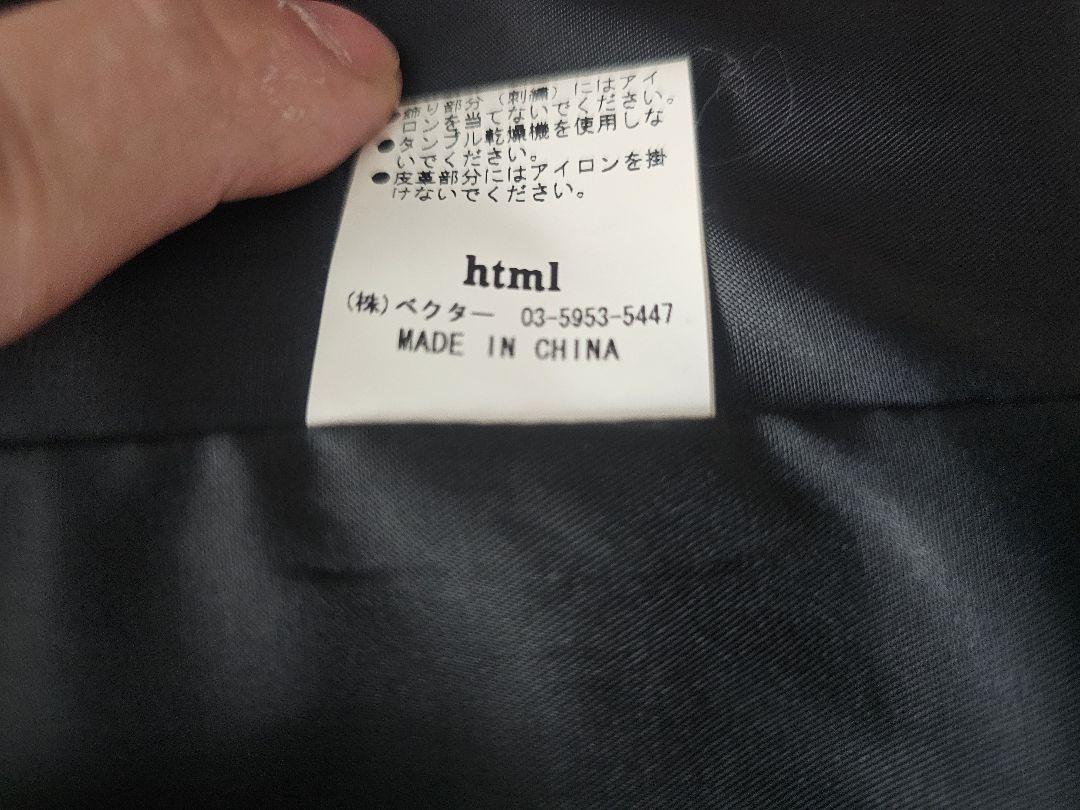 ●飾り部分(刺繍)にはアイ
ロンを当てないでください。
●タンブル乾燥機を使用しな
いでください。
●皮革部分にはアイロンを掛
けないでください。
html
(株)ベクター 03-5953-5447
MADE IN CHINA